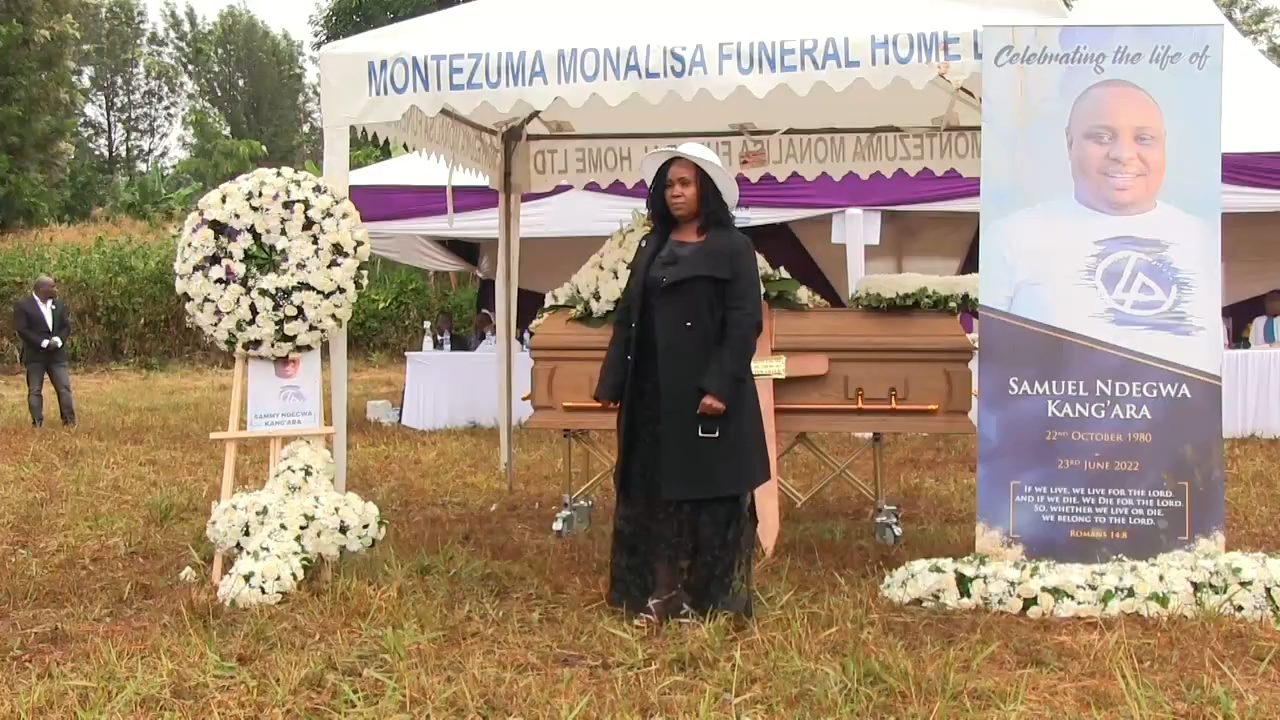 MONTEZUMA MONALISA FUNERAL HOME L
HOME LTD
MONTEZUMA MONALISA FUN
Celebrating the life of
SAMMY NDEGWA
KANG'ARA
SAMUEL NDEGWA
KANG'ARA
22ND OCTOBER 1980
-
23RD JUNE 2022
IF WE LIVE, WE LIVE FOR THE LORD.
AND IF WE DIE, WE DIE FOR THE LORD.
SO, WHETHER WE LIVE OR DIE,
WE BELONG TO THE LORD.
ROMANS 14:8